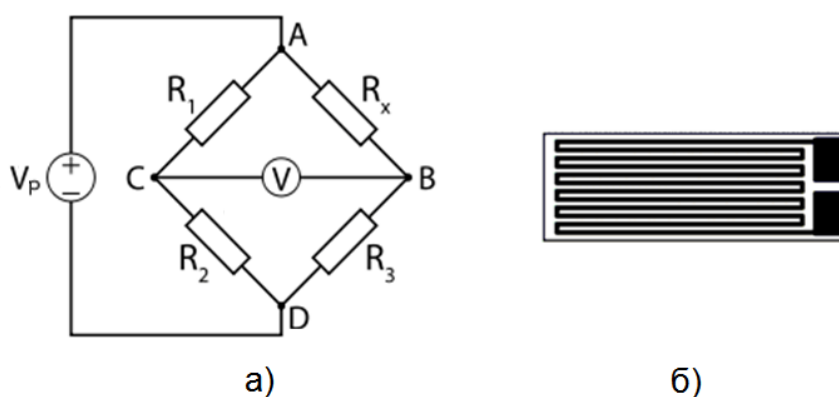 A
R₁ Rₓ
Vₚ + − C V B
R₂ R₃
D
а) б)